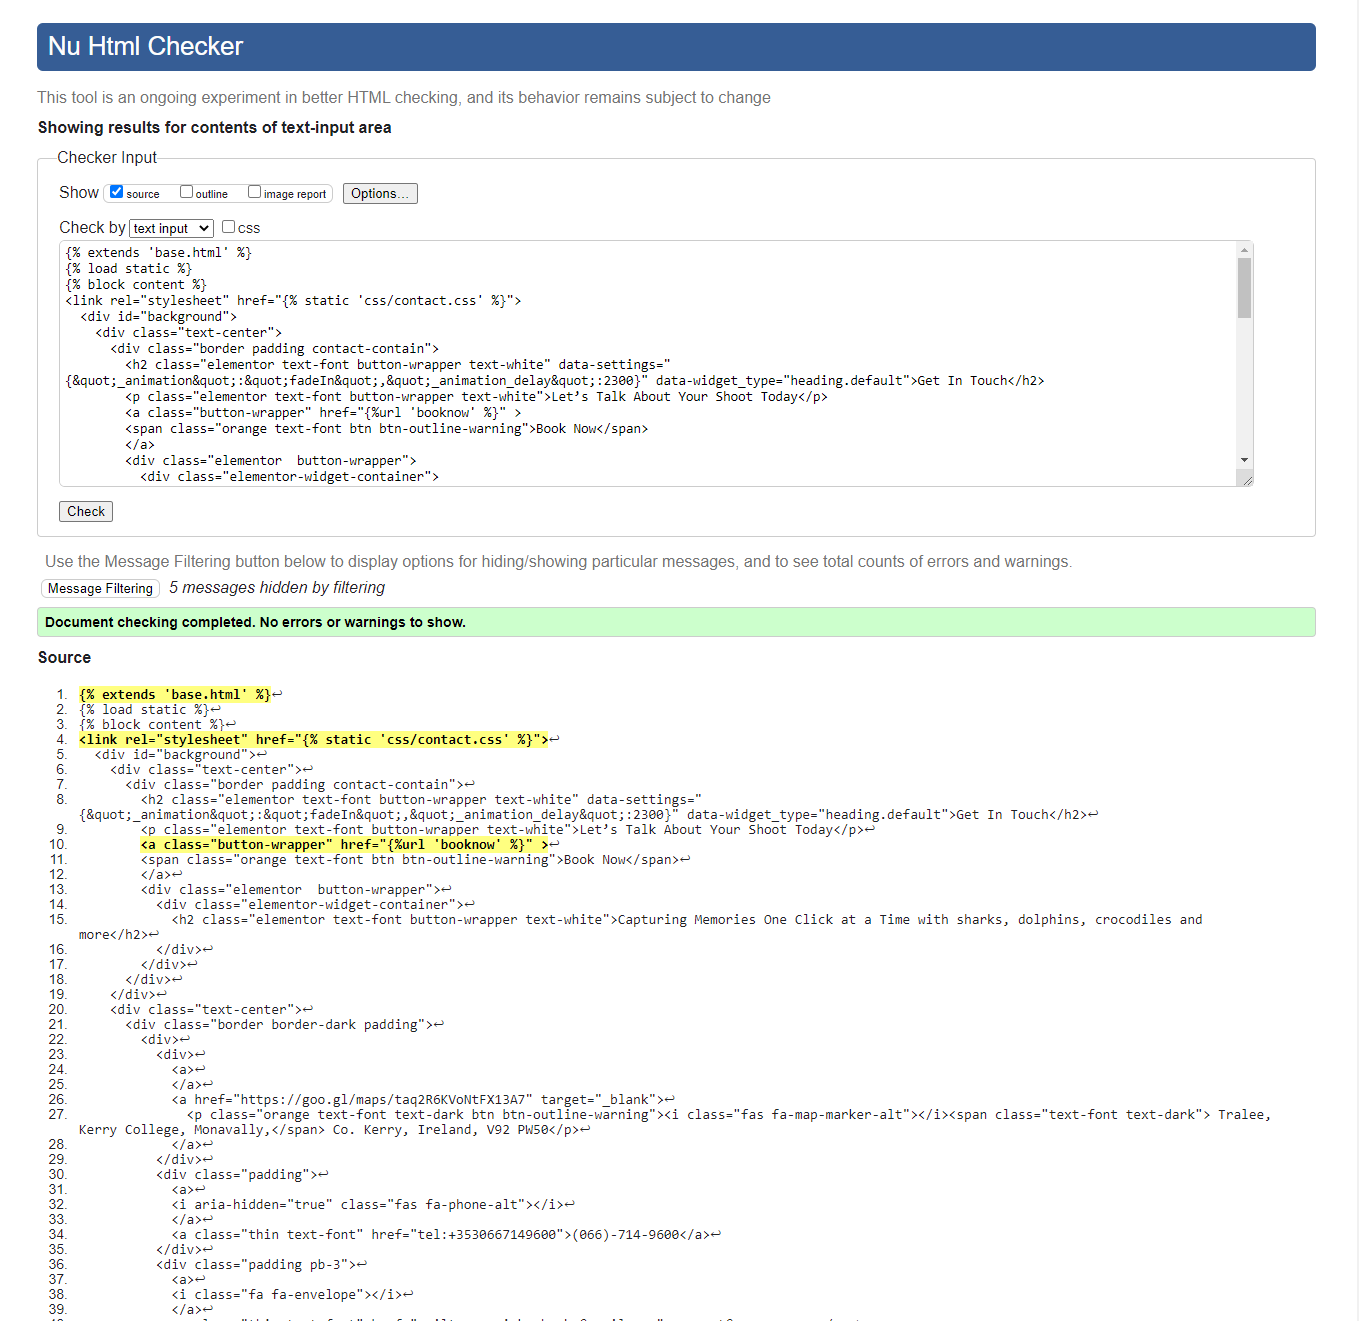 Nu Html Checker
This tool is an ongoing experiment in better HTML checking, and its behavior remains subject to change
Showing results for contents of text-input area
Checker Input
Show source outline image report Options...
Check by text input css
{% extends 'base.html' %}
{% load static %}
{% block content %}
<link rel="stylesheet" href="{% static 'css/contact.css' %}">
<div id="background">
<div class="text-center">
<div class="border padding contact-contain">
<h2 class="elementor text-font button-wrapper text-white" data-settings="
{&quot;_animation&quot;:&quot;fadeIn&quot;,&quot;_animation_delay&quot;:2300}" data-widget_type="heading.default">Get In Touch</h2>
<p class="elementor text-font button-wrapper text-white">Let’s Talk About Your Shoot Today</p>
<a class="button-wrapper" href="{%url 'booknow' %}" >
<span class="orange text-font btn btn-outline-warning">Book Now</span>
</a>
<div class="elementor  button-wrapper">
<div class="elementor-widget-container">
Check
Use the Message Filtering button below to display options for hiding/showing particular messages, and to see total counts of errors and warnings.
Message Filtering 5 messages hidden by filtering
Document checking completed. No errors or warnings to show.
Source
1. {% extends 'base.html' %}↩
2. {% load static %}↩
3. {% block content %}↩
4. <link rel="stylesheet" href="{% static 'css/contact.css' %}">↩
5. <div id="background">↩
6. <div class="text-center">↩
7. <div class="border padding contact-contain">↩
8. <h2 class="elementor text-font button-wrapper text-white" data-settings="
{&quot;_animation&quot;:&quot;fadeIn&quot;,&quot;_animation_delay&quot;:2300}" data-widget_type="heading.default">Get In Touch</h2>↩
9. <p class="elementor text-font button-wrapper text-white">Let’s Talk About Your Shoot Today</p>↩
10. <a class="button-wrapper" href="{%url 'booknow' %}" >↩
11. <span class="orange text-font btn btn-outline-warning">Book Now</span>↩
12. </a>↩
13. <div class="elementor  button-wrapper">↩
14. <div class="elementor-widget-container">↩
15. <h2 class="elementor text-font button-wrapper text-white">Capturing Memories One Click at a Time with sharks, dolphins, crocodiles and
more</h2>↩
16. </div>↩
17. </div>↩
18. </div>↩
19. </div>↩
20. <div class="text-center">↩
21. <div class="border border-dark padding">↩
22. <div>↩
23. <div>↩
24. <a>↩
25. </a>↩
26. <a href="https://goo.gl/maps/taq2R6KVoNtFX13A7" target="_blank">↩
27. <p class="orange text-font text-dark btn btn-outline-warning"><i class="fas fa-map-marker-alt"></i><span class="text-font text-dark"> Tralee,
Kerry College, Monavally,</span> Co. Kerry, Ireland, V92 PW50</p>↩
28. </a>↩
29. </div>↩
30. <div class="padding">↩
31. <a>↩
32. <i aria-hidden="true" class="fas fa-phone-alt"></i>↩
33. </a>↩
34. <a class="thin text-font" href="tel:+3530667149600">(066)-714-9600</a>↩
35. </div>↩
36. <div class="padding pb-3">↩
37. <a>↩
38. <i class="fa fa-envelope"></i>↩
39. </a>↩